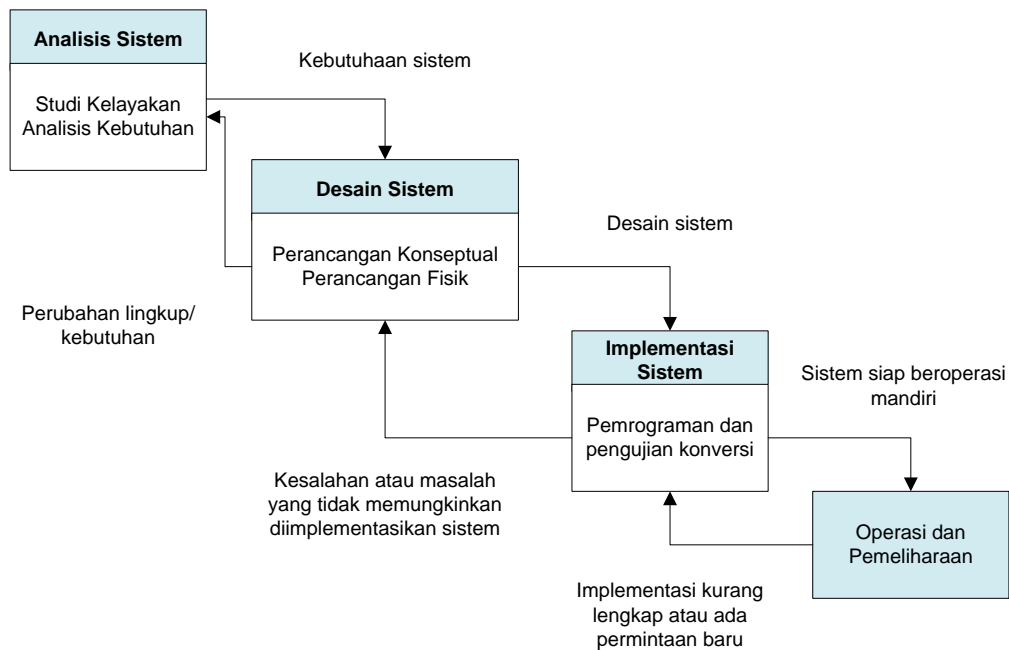 Analisis Sistem
Studi Kelayakan
Analisis Kebutuhan
Kebutuhaan sistem
Desain Sistem
Perancangan Konseptual
Perancangan Fisik
Desain sistem
Perubahan lingkup/
kebutuhan
Implementasi
Sistem
Pemrograman dan
pengujian konversi
Sistem siap beroperasi
mandiri
Kesalahan atau masalah
yang tidak memungkinkan
diimplementasikan sistem
Operasi dan
Pemeliharaan
Implementasi kurang
lengkap atau ada
permintaan baru